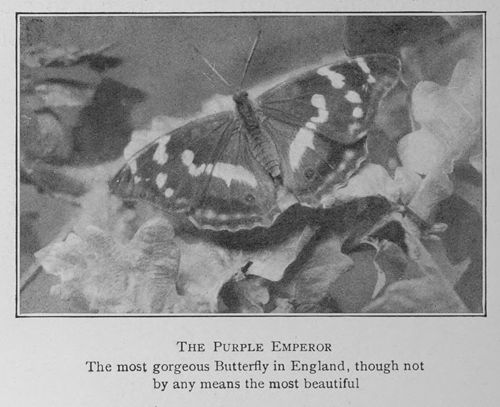 The Purple Emperor
The most gorgeous Butterfly in England, though not
by any means the most beautiful